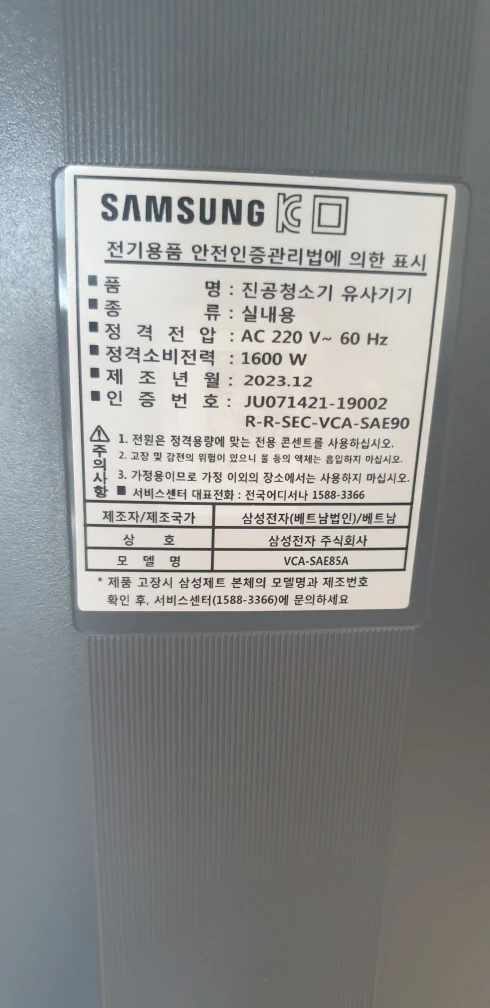 SAMSUNG
전기용품 안전인증관리법에 의한 표시
■ 품 명 : 진공청소기 유사기기
■ 종 류 : 실내용
■ 정 격 전 압 : AC 220 V~ 60 Hz
■ 정격소비전력 : 1600 W
■ 제 조 년 월 : 2023.12
■ 인 증 번 호 : JU071421-19002
R-R-SEC-VCA-SAE90
⚠ 주의사항
1. 전원은 정격용량에 맞는 전용 콘센트를 사용하십시오.
2. 고장 및 감전의 위험이 있으니 물 등의 액체는 흡입하지 마십시오.
3. 가정용이므로 가정 이외의 장소에서는 사용하지 마십시오.
■ 서비스센터 대표전화 : 전국어디서나 1588-3366
제조자/제조국가 삼성전자(베트남법인)/베트남
상 호 삼성전자 주식회사
모 델 명 VCA-SAE85A
* 제품 고장시 삼성제트 본체의 모델명과 제조번호
확인 후, 서비스센터(1588-3366)에 문의하세요